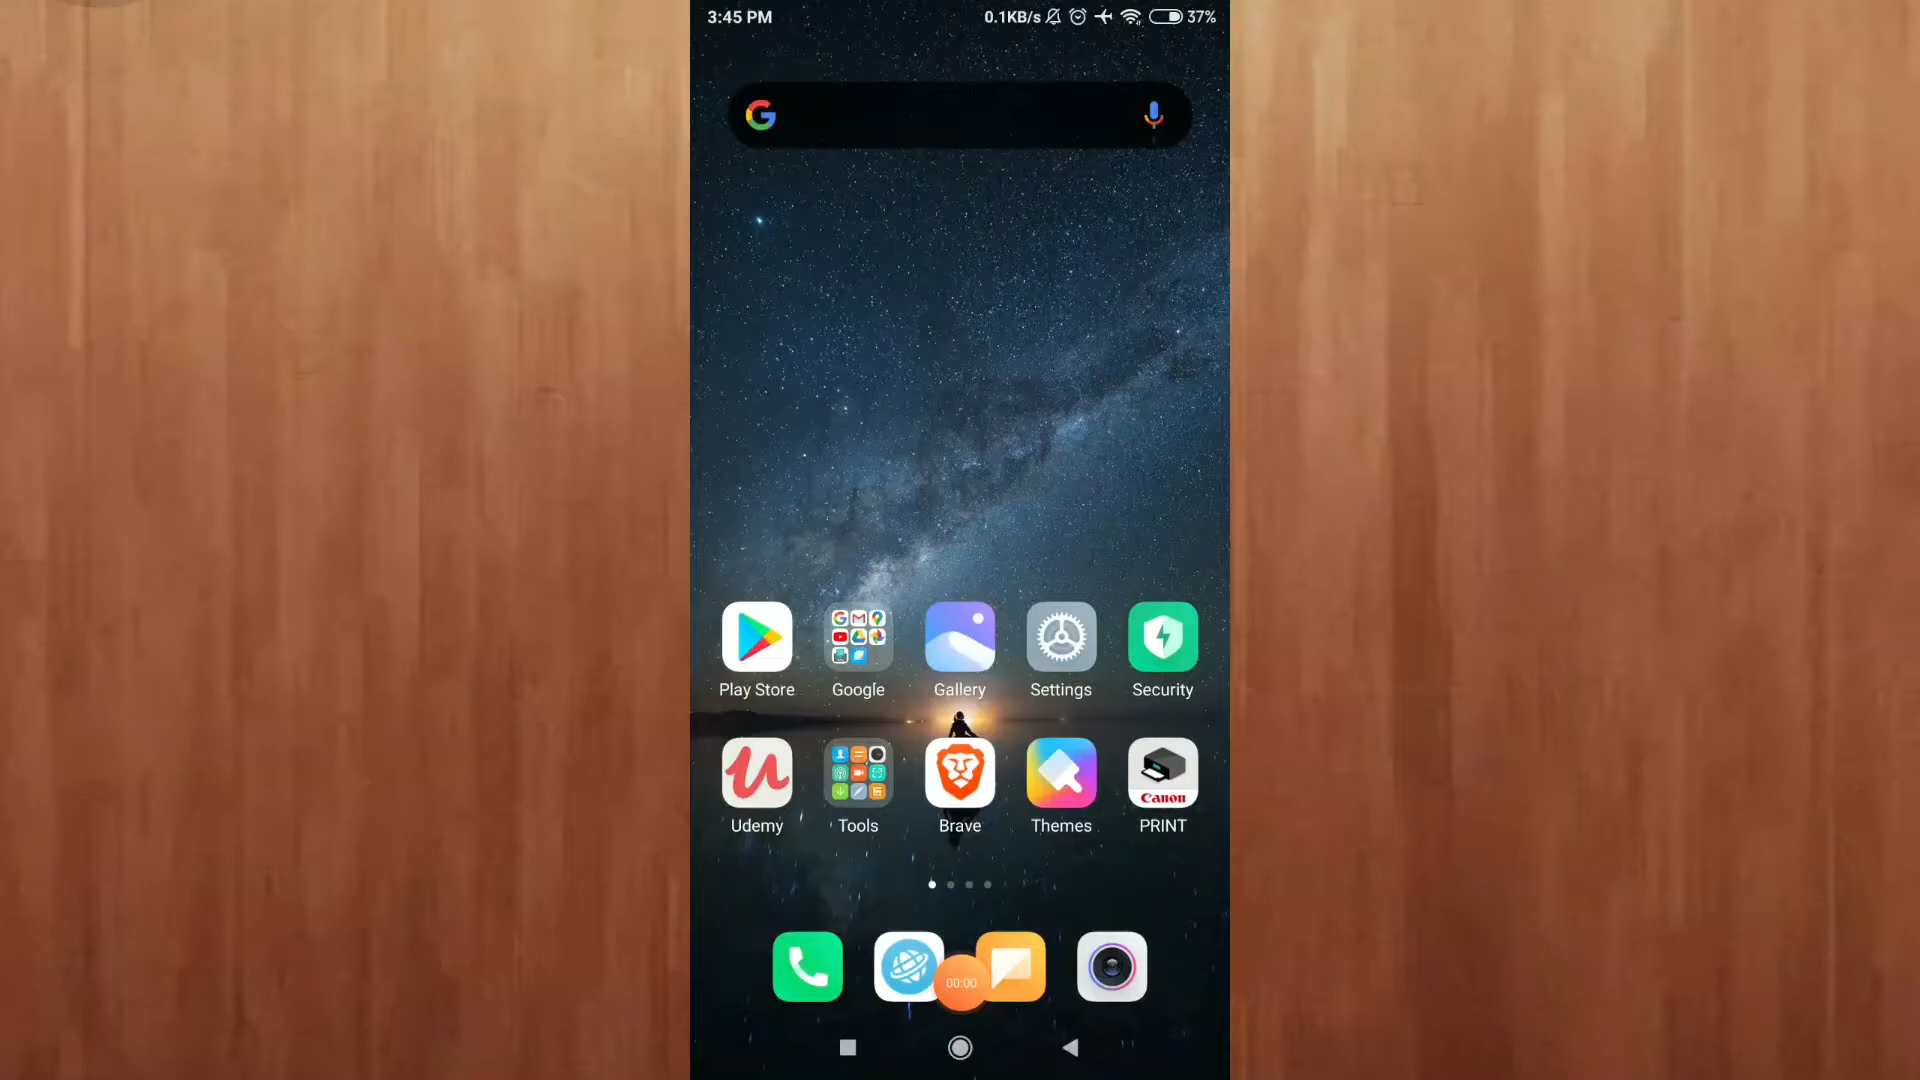 3:45 PM 0.1KB/s 37%
Play Store Google Gallery Settings Security
Canon
Udemy Tools Brave Themes PRINT
00:00